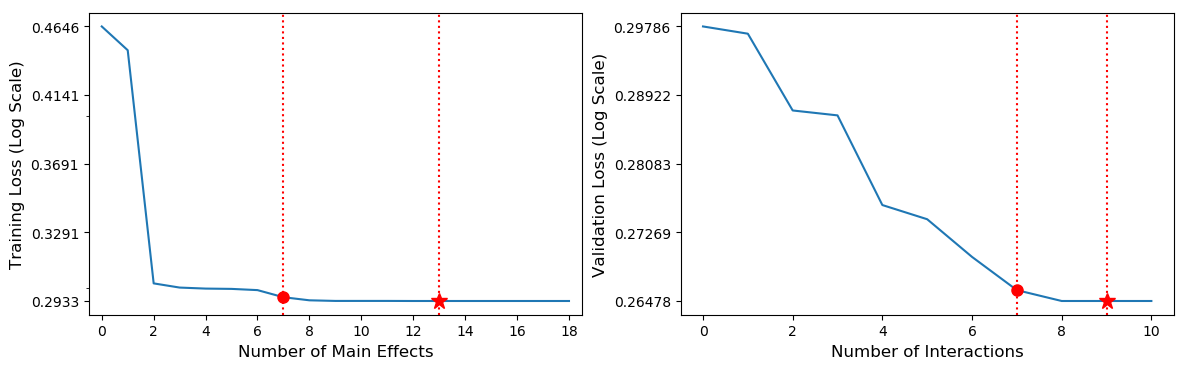 Training Loss (Log Scale)
0.4646
0.4141
0.3691
0.3291
0.2933
0 2 4 6 8 10 12 14 16 18
Number of Main Effects
Validation Loss (Log Scale)
0.29786
0.28922
0.28083
0.27269
0.26478
0 2 4 6 8 10
Number of Interactions